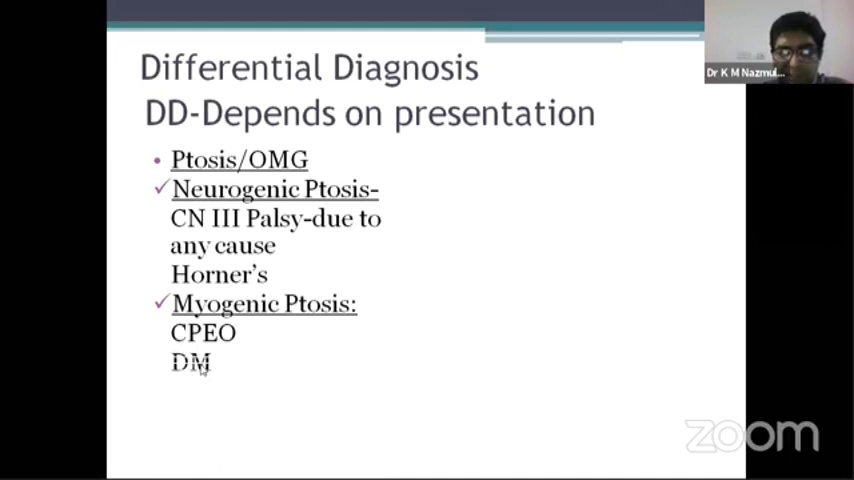 Differential Diagnosis
DD-Depends on presentation
Dr K M Nazmul...
• Ptosis/OMG
✓Neurogenic Ptosis-
CN III Palsy-due to
any cause
Horner's
✓Myogenic Ptosis:
CPEO
DM
zoom